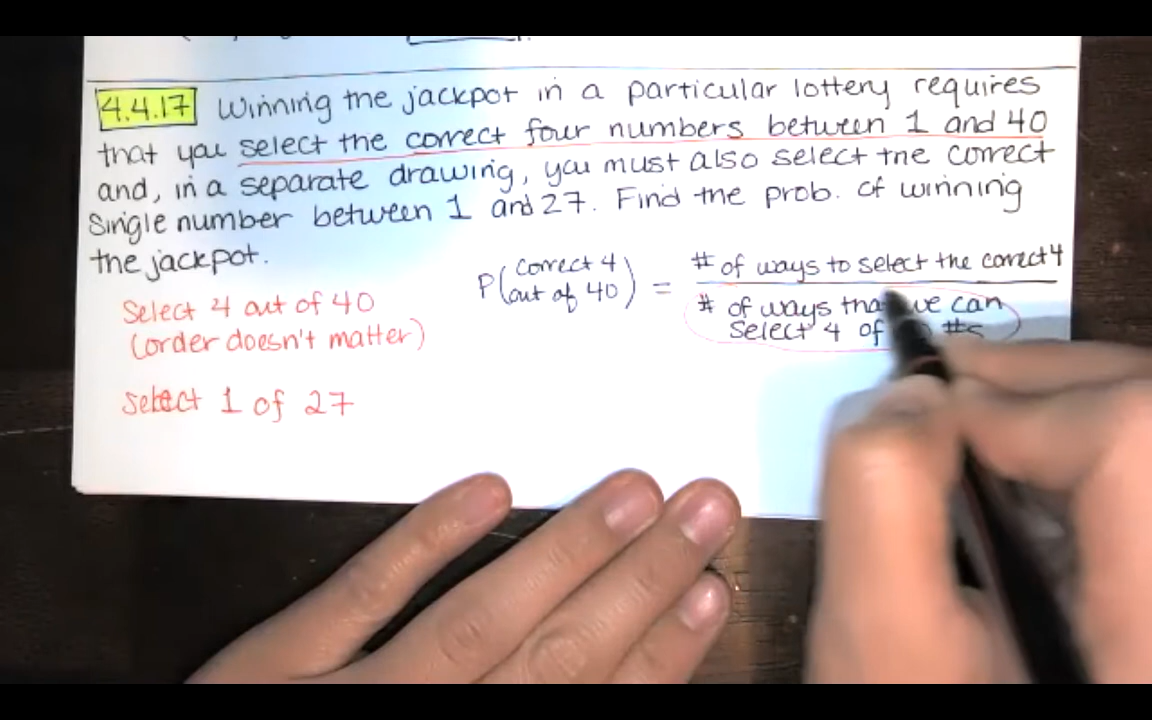 4.4.17 Winning the jackpot in a particular lottery requires
that you select the correct four numbers between 1 and 40
and, in a separate drawing, you must also select the correct
single number between 1 and 27. Find the prob. of winning
the jackpot.
P(correct 4 out of 40) = # of ways to select the correct 4
# of ways that we can
select 4 of #s
Select 4 out of 40
(order doesn't matter)
select 1 of 27